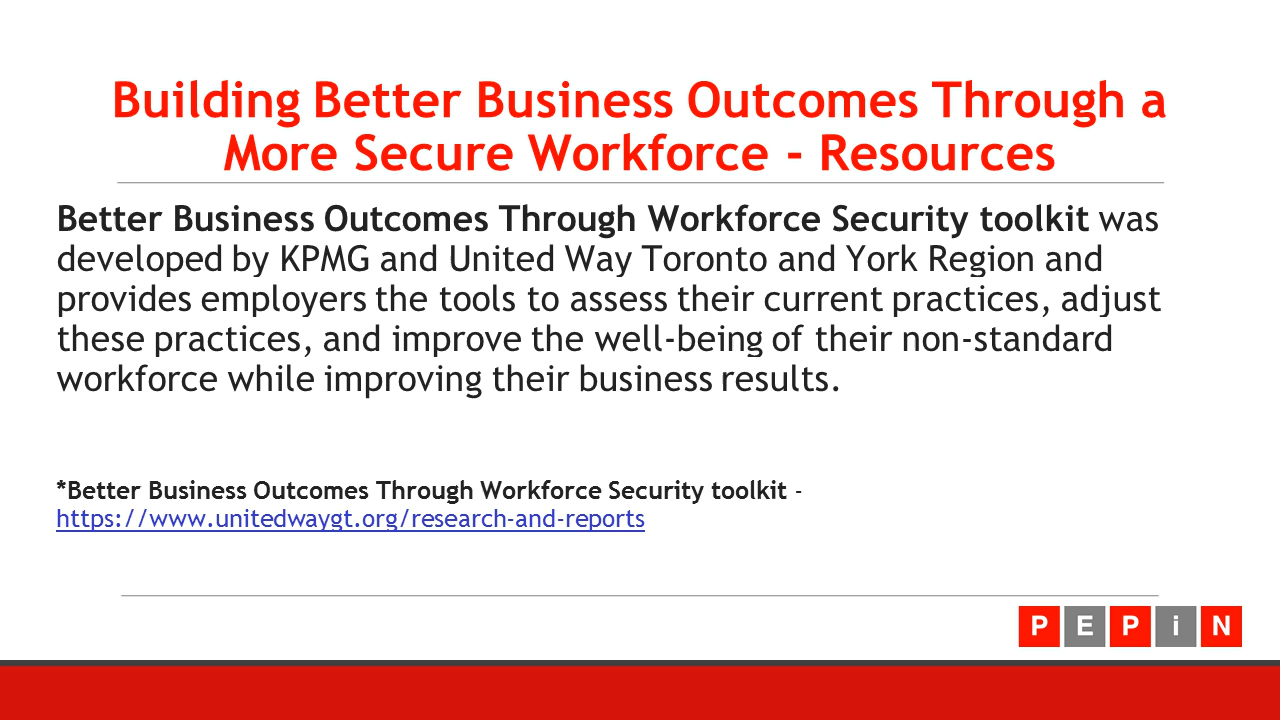 Building Better Business Outcomes Through a
More Secure Workforce - Resources
Better Business Outcomes Through Workforce Security toolkit was
developed by KPMG and United Way Toronto and York Region and
provides employers the tools to assess their current practices, adjust
these practices, and improve the well-being of their non-standard
workforce while improving their business results.
*Better Business Outcomes Through Workforce Security toolkit -
https://www.unitedwaygt.org/research-and-reports
P E P i N